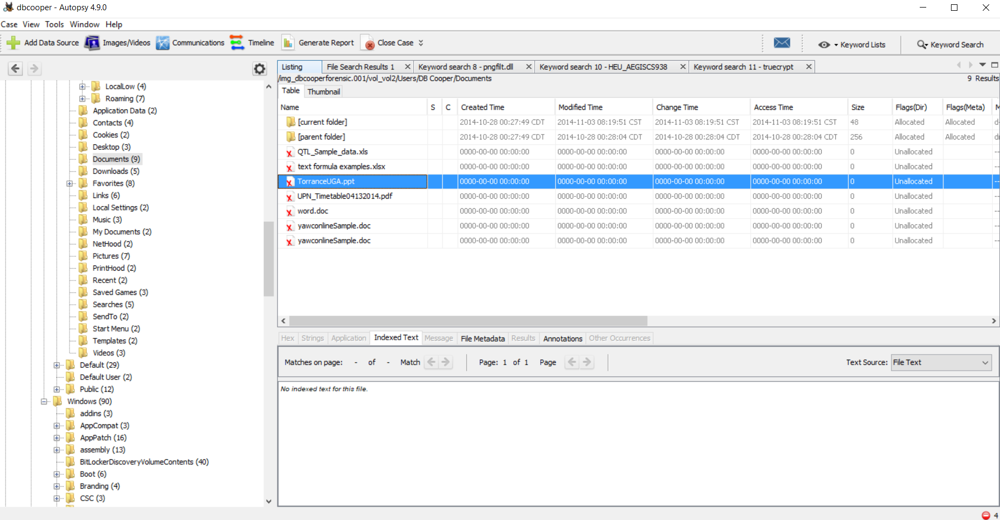 dbcooper - Autopsy 4.9.0
Case View Tools Window Help
Add Data Source Images/Videos Communications Timeline Generate Report Close Case Keyword Lists Keyword Search
LocalLow (4)
Roaming (7)
Application Data (2)
Contacts (4)
Cookies (2)
Desktop (3)
Documents (9)
Downloads (5)
Favorites (8)
Links (6)
Local Settings (2)
Music (3)
My Documents (2)
NetHood (2)
Pictures (7)
PrintHood (2)
Recent (2)
Saved Games (3)
Searches (5)
SendTo (2)
Start Menu (2)
Templates (2)
Videos (3)
Default (29)
Default User (2)
Public (12)
Windows (90)
addins (3)
AppCompat (3)
AppPatch (16)
assembly (13)
BitLockerDiscoveryVolumeContents (40)
Boot (6)
Branding (4)
CSC (3)
Listing File Search Results 1 Keyword search 8 - pngfilt.dll Keyword search 10 - HEU_AEGISCS938 Keyword search 11 - truecrypt
/img_dbcooperforensic.001/vol_vol2/Users/DB Cooper/Documents 9 Results
Table Thumbnail
Name S C Created Time Modified Time Change Time Access Time Size Flags(Dir) Flags(Meta) M
[current folder] 2014-10-28 00:27:49 CDT 2014-11-03 08:19:51 CST 2014-11-03 08:19:51 CST 2014-11-03 08:19:51 CST 48 Allocated Allocated d-
[parent folder] 2014-10-28 00:27:49 CDT 2014-10-28 00:28:04 CDT 2014-10-28 00:28:04 CDT 2014-10-28 00:28:04 CDT 256 Allocated Allocated dr
QTL_Sample_data.xls 0000-00-00 00:00:00 0000-00-00 00:00:00 0000-00-00 00:00:00 0000-00-00 00:00:00 0 Unallocated --
text formula examples.xlsx 0000-00-00 00:00:00 0000-00-00 00:00:00 0000-00-00 00:00:00 0000-00-00 00:00:00 0 Unallocated --
TorranceUGA.ppt 0000-00-00 00:00:00 0000-00-00 00:00:00 0000-00-00 00:00:00 0000-00-00 00:00:00 0 Unallocated --
UPN_Timetable04132014.pdf 0000-00-00 00:00:00 0000-00-00 00:00:00 0000-00-00 00:00:00 0000-00-00 00:00:00 0 Unallocated --
word.doc 0000-00-00 00:00:00 0000-00-00 00:00:00 0000-00-00 00:00:00 0000-00-00 00:00:00 0 Unallocated --
yawconlineSample.doc 0000-00-00 00:00:00 0000-00-00 00:00:00 0000-00-00 00:00:00 0000-00-00 00:00:00 0 Unallocated --
yawconlineSample.doc 0000-00-00 00:00:00 0000-00-00 00:00:00 0000-00-00 00:00:00 0000-00-00 00:00:00 0 Unallocated --
Hex Strings Application Indexed Text Message File Metadata Results Annotations Other Occurrences
Matches on page: - of - Match Page: 1 of 1 Page Text Source: File Text
No indexed text for this file.
4